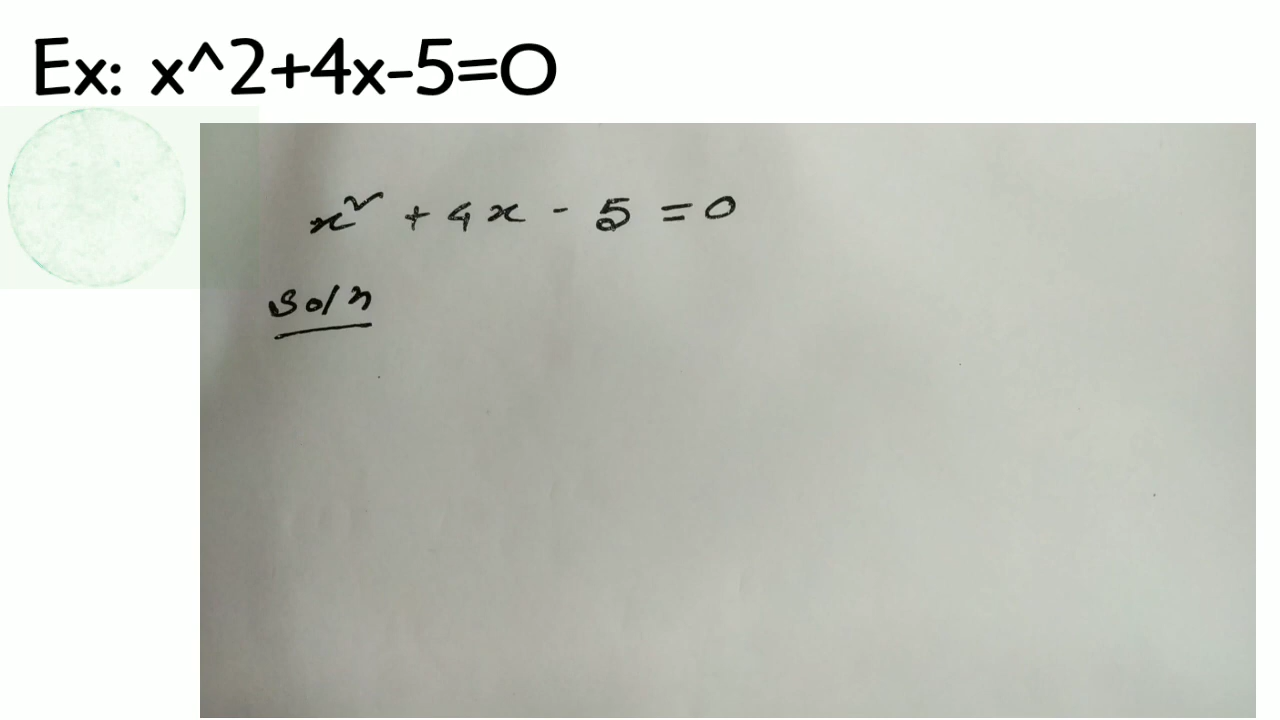 Ex: x^2+4x-5=0
x² + 4x - 5 = 0
Soln